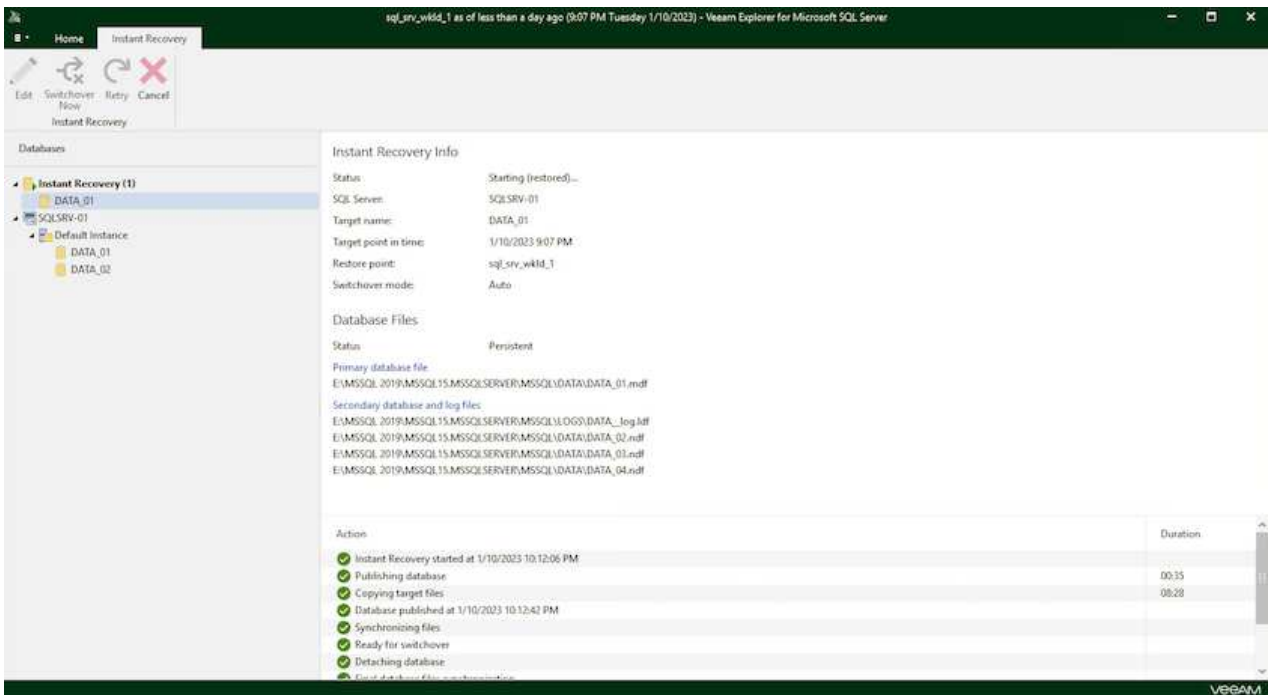 sql_srv_wkld_1 as of less than a day ago (9:07 PM Tuesday 1/10/2023) - Veeam Explorer for Microsoft SQL Server
Home Instant Recovery
Edit Switchover Now Retry Cancel
Instant Recovery
Databases
Instant Recovery (1)
DATA_01
SQLSRV-01
Default Instance
DATA_01
DATA_02
Instant Recovery Info
Status: Starting (restored)...
SQL Server: SQLSRV-01
Target name: DATA_01
Target point in time: 1/10/2023 9:07 PM
Restore point: sql_srv_wkld_1
Switchover mode: Auto
Database Files
Status: Persistent
Primary database file
E:\MSSQL 2019\MSSQL15.MSSQLSERVER\MSSQL\DATA\DATA_01.mdf
Secondary database and log files
E:\MSSQL 2019\MSSQL15.MSSQLSERVER\MSSQL\LOGS\DATA__log.ldf
E:\MSSQL 2019\MSSQL15.MSSQLSERVER\MSSQL\DATA\DATA_02.ndf
E:\MSSQL 2019\MSSQL15.MSSQLSERVER\MSSQL\DATA\DATA_03.ndf
E:\MSSQL 2019\MSSQL15.MSSQLSERVER\MSSQL\DATA\DATA_04.ndf
Action Duration
Instant Recovery started at 1/10/2023 10:12:06 PM
Publishing database 00:35
Copying target files 08:28
Database published at 1/10/2023 10:12:42 PM
Synchronizing files
Ready for switchover
Detaching database
Final database files synchronization
VEEAM